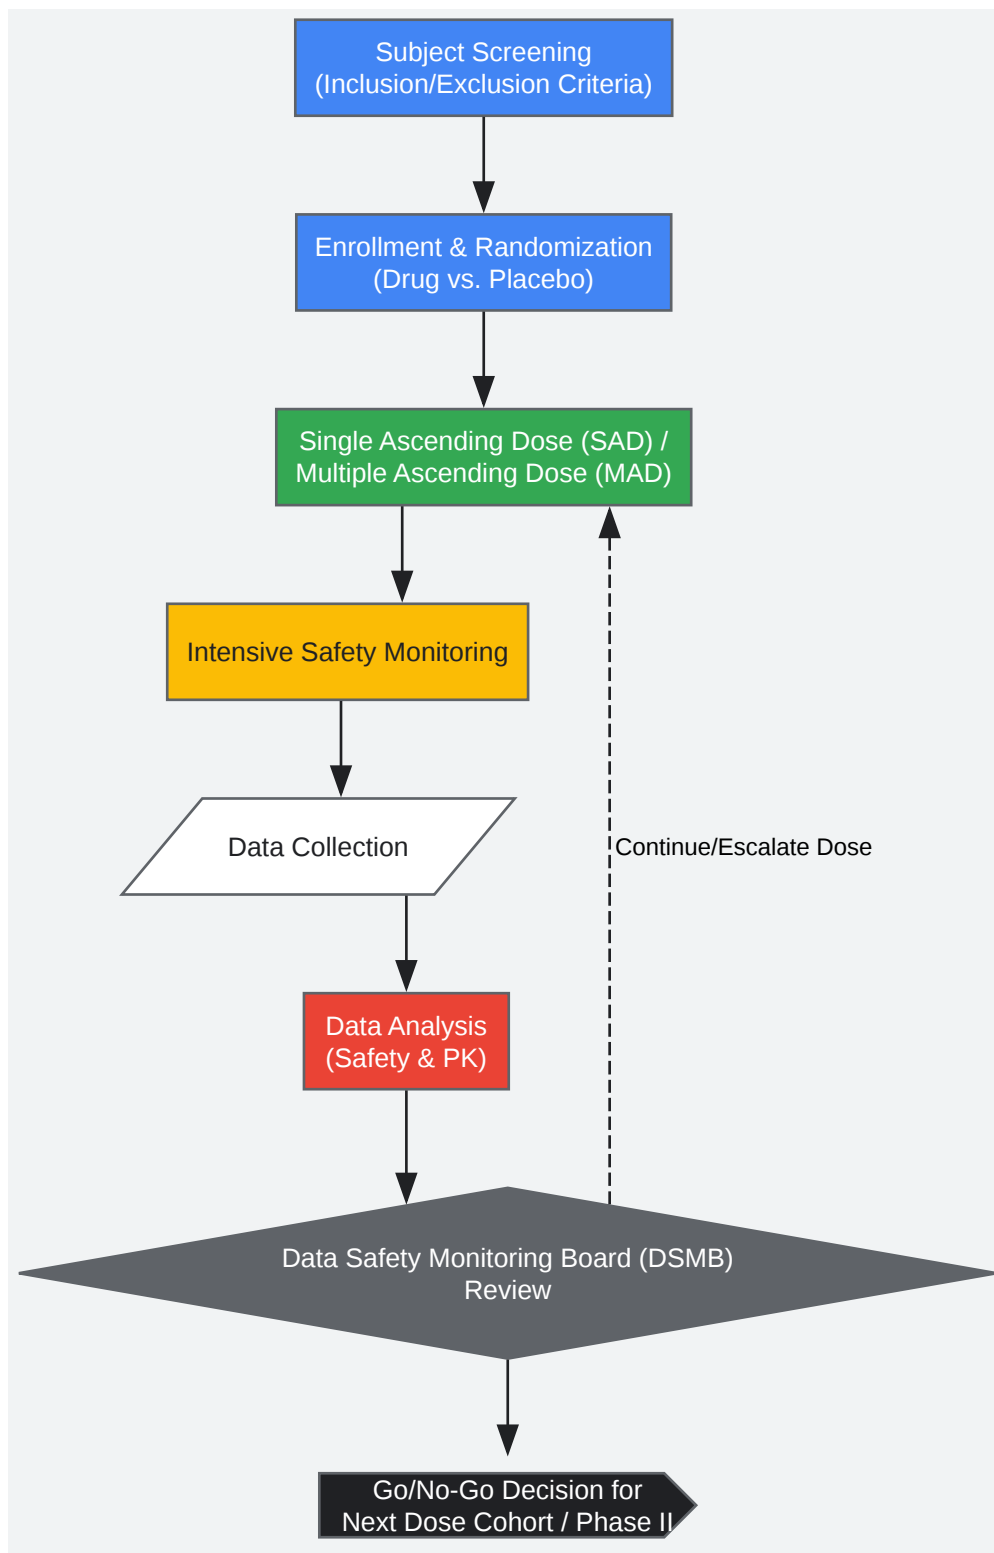 Subject Screening
(Inclusion/Exclusion Criteria)
Enrollment & Randomization
(Drug vs. Placebo)
Single Ascending Dose (SAD) /
Multiple Ascending Dose (MAD)
Intensive Safety Monitoring
Data Collection
Continue/Escalate Dose
Data Analysis
(Safety & PK)
Data Safety Monitoring Board (DSMB)
Review
Go/No-Go Decision for
Next Dose Cohort / Phase II